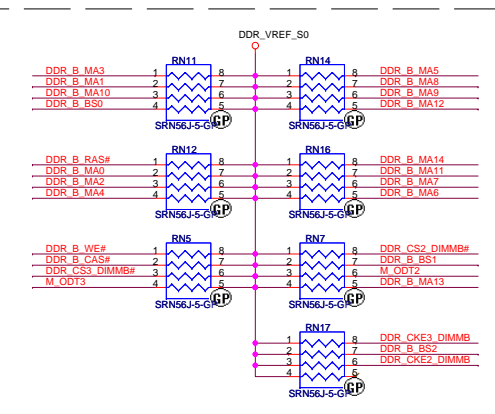 DDR_VREF_S0
RN11
DDR_B_MA3 1 8
DDR_B_MA1 2 7
DDR_B_MA10 3 6
DDR_B_BS0 4 5
SRN56J-5-GP
GP
RN14
1 8 DDR_B_MA5
2 7 DDR_B_MA8
3 6 DDR_B_MA9
4 5 DDR_B_MA12
SRN56J-5-GP
GP
RN12
DDR_B_RAS# 1 8
DDR_B_MA0 2 7
DDR_B_MA2 3 6
DDR_B_MA4 4 5
SRN56J-5-GP
GP
RN16
1 8 DDR_B_MA14
2 7 DDR_B_MA11
3 6 DDR_B_MA7
4 5 DDR_B_MA6
SRN56J-5-GP
GP
RN5
DDR_B_WE# 1 8
DDR_B_CAS# 2 7
DDR_CS3_DIMMB# 3 6
M_ODT3 4 5
SRN56J-5-GP
GP
RN7
1 8 DDR_CS2_DIMMB#
2 7 DDR_B_BS1
3 6 M_ODT2
4 5 DDR_B_MA13
SRN56J-5-GP
GP
RN17
1 8 DDR_CKE3_DIMMB
2 7 DDR_B_BS2
3 6 DDR_CKE2_DIMMB
4 5
SRN56J-5-GP
GP